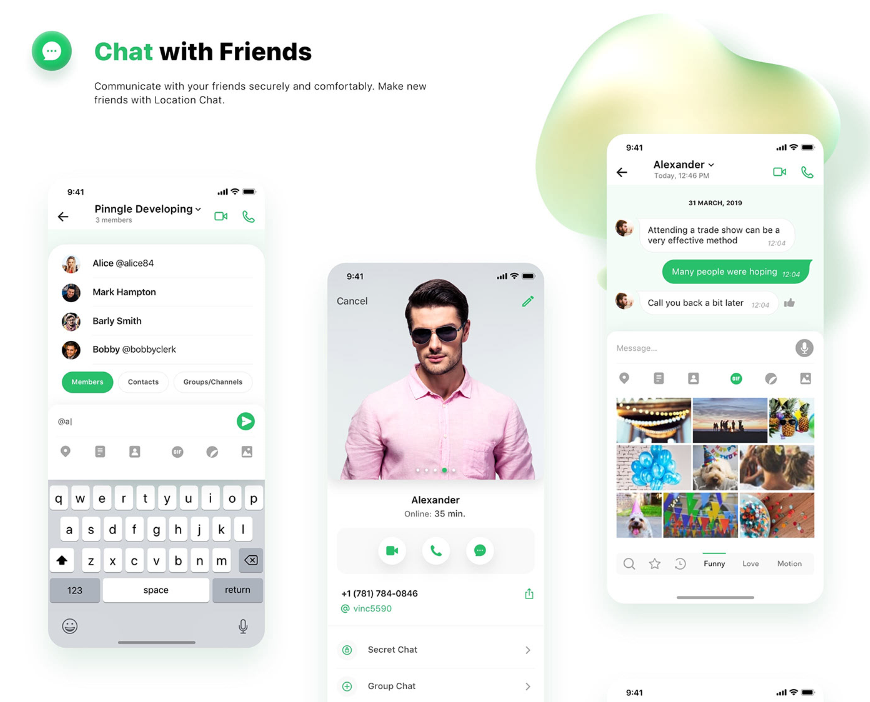 Chat with Friends
Communicate with your friends securely and comfortably. Make new
friends with Location Chat.
9:41
Pinngle Developing
3 members
Alice @alice84
Mark Hampton
Barly Smith
Bobby @bobbyclerk
Members Contacts Groups/Channels
@a
GIF
q w e r t y u i o p
a s d f g h j k l
z x c v b n m
123 space return
9:41
Cancel
Alexander
Online: 35 min.
+1 (781) 784-0846
@ vinc5590
Secret Chat
Group Chat
9:41
Alexander
Today, 12:46 PM
31 MARCH, 2019
Attending a trade show can be a
very effective method 12:04
Many people were hoping 12:04
Call you back a bit later 12:04
Message...
GIF
Funny Love Motion
9:41